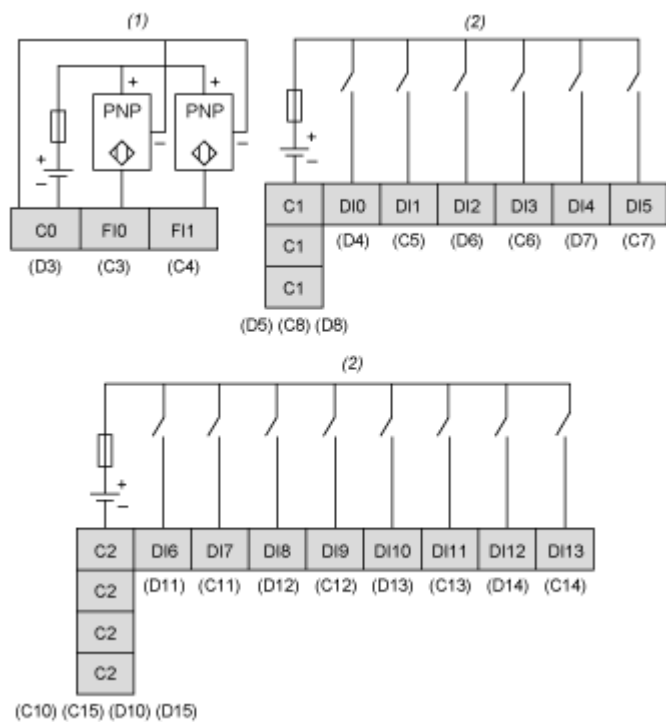 (1)
+ +
PNP PNP
− −
+
−
C0 FI0 FI1
(D3) (C3) (C4)
(2)
+
−
C1 DI0 DI1 DI2 DI3 DI4 DI5
(D4) (C5) (D6) (C6) (D7) (C7)
C1
C1
(D5) (C8) (D8)
(2)
+
−
C2 DI6 DI7 DI8 DI9 DI10 DI11 DI12 DI13
(D11) (C11) (D12) (C12) (D13) (C13) (D14) (C14)
C2
C2
C2
(C10) (C15) (D10) (D15)